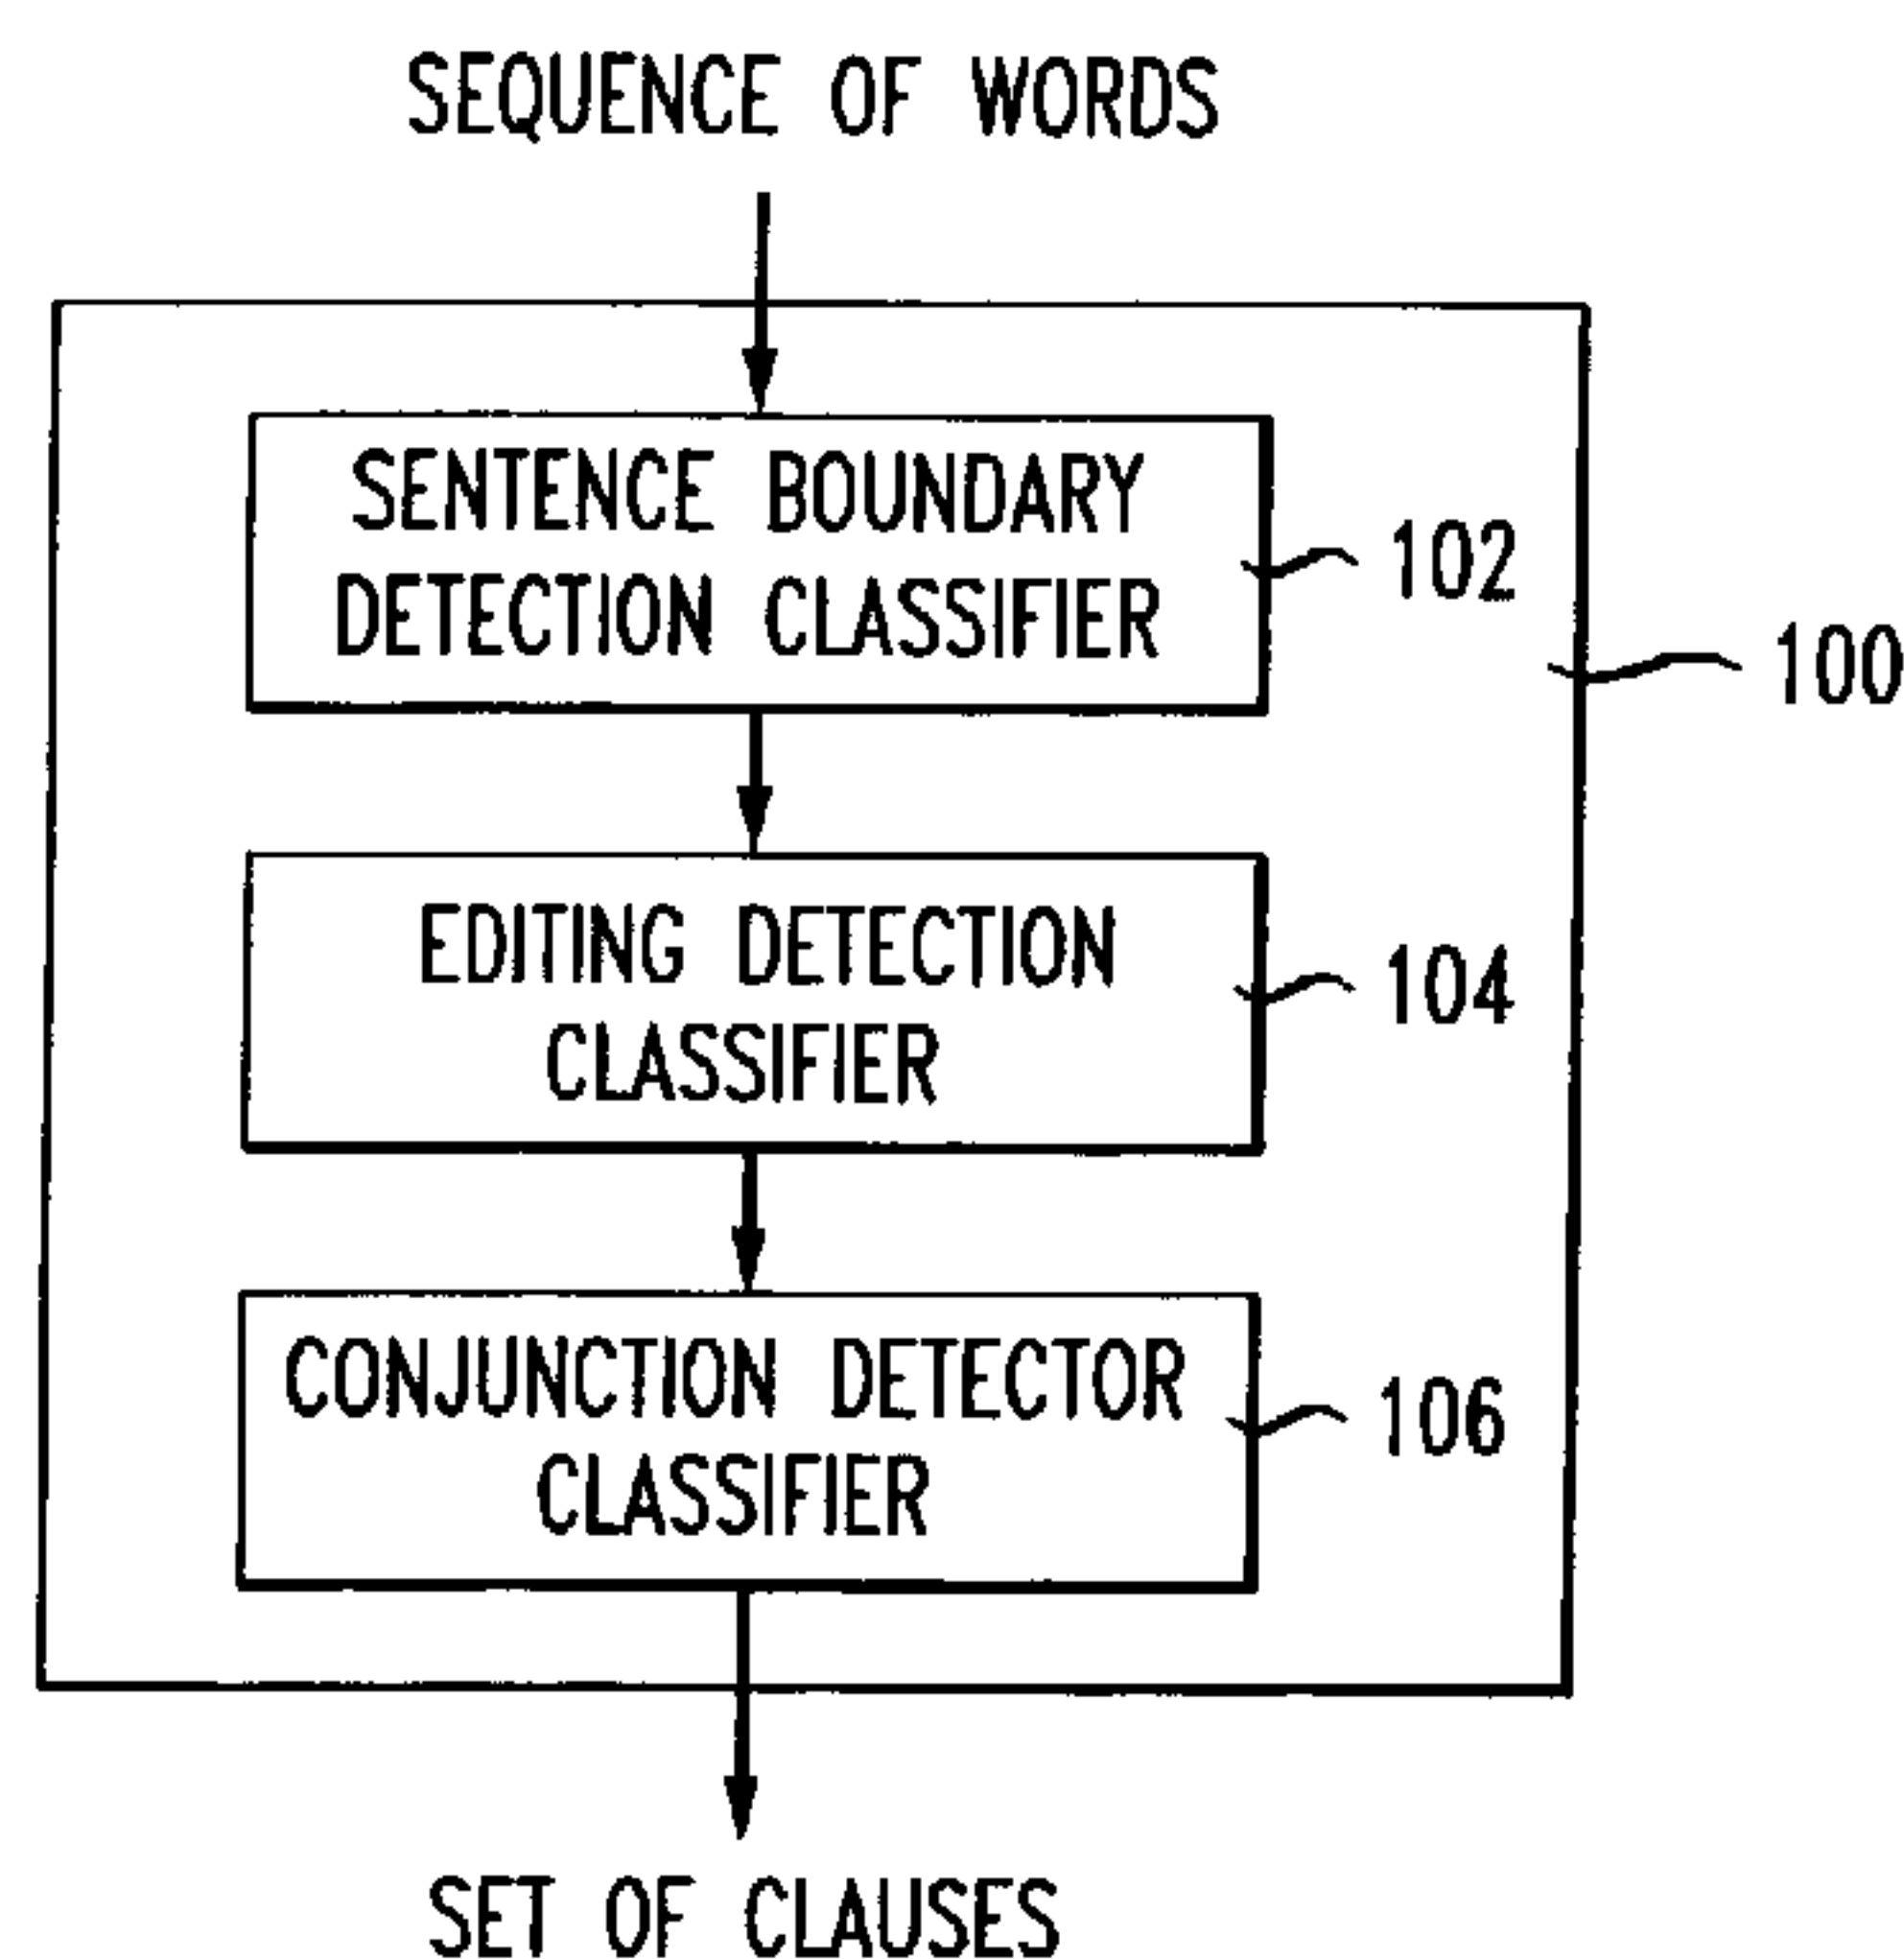 SEQUENCE OF WORDS
SENTENCE BOUNDARY
DETECTION CLASSIFIER
102
100
EDITING DETECTION
CLASSIFIER
104
CONJUNCTION DETECTOR
CLASSIFIER
106
SET OF CLAUSES